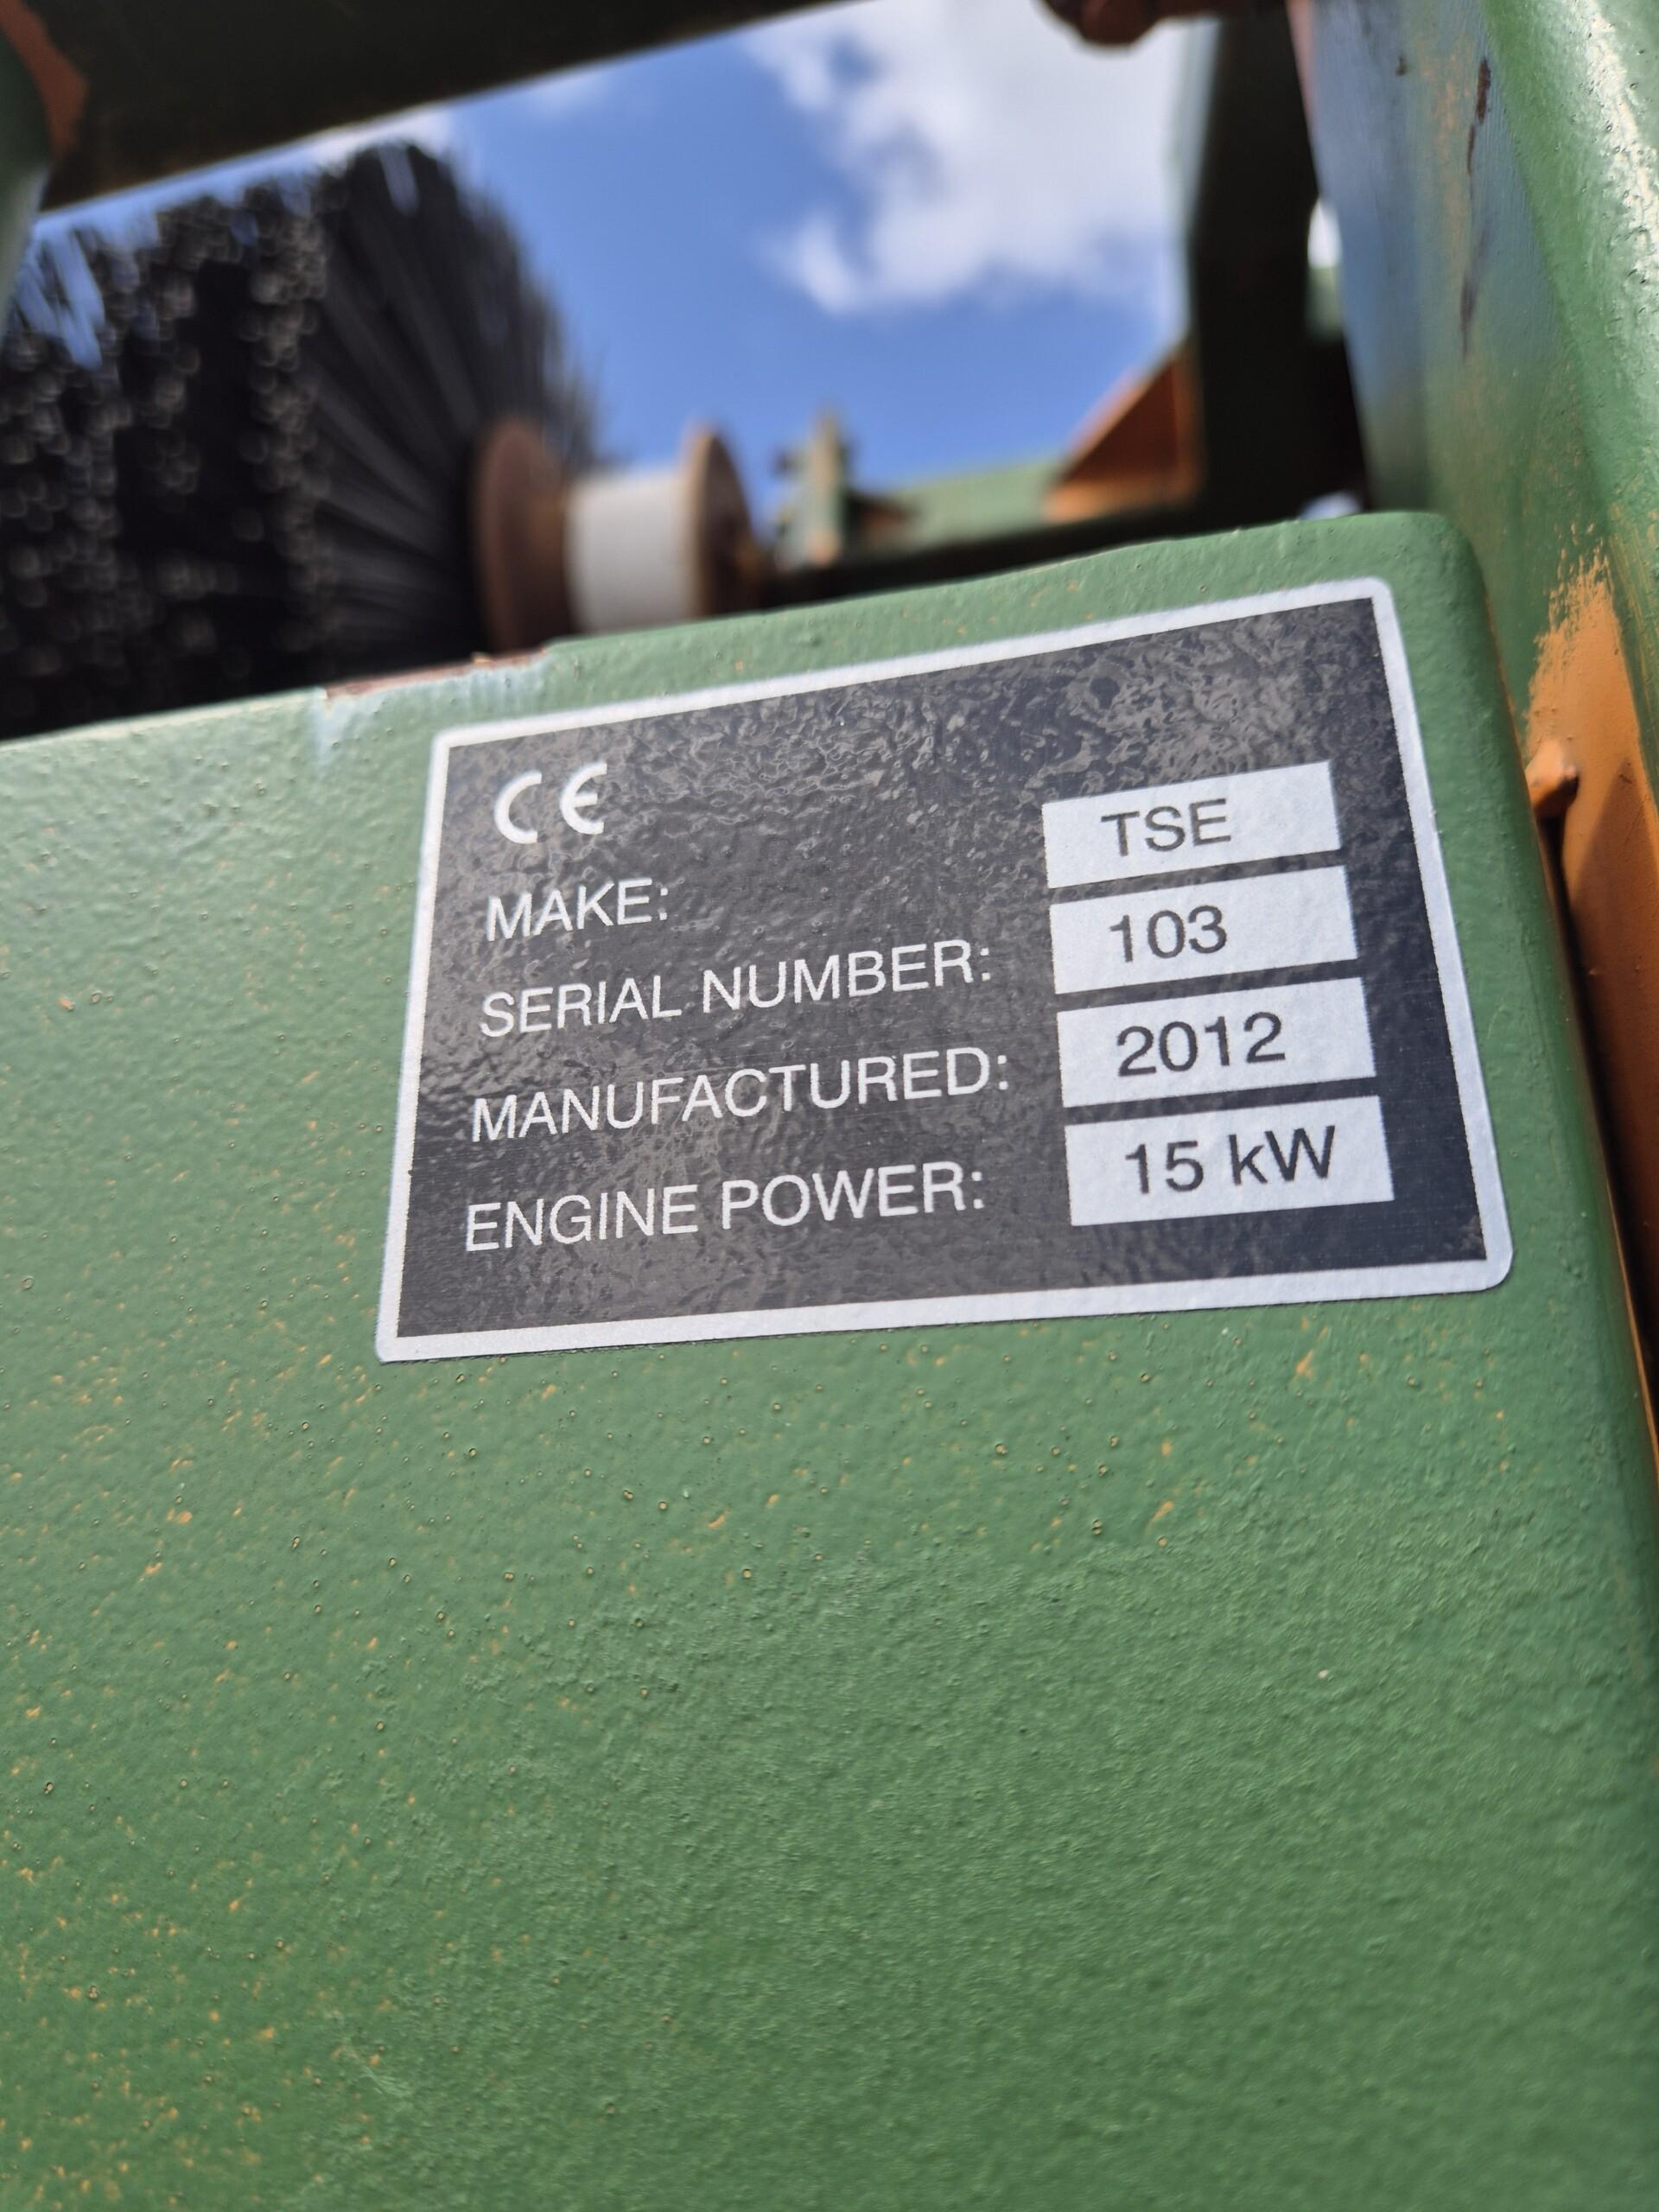 CE
MAKE: TSE
SERIAL NUMBER: 103
MANUFACTURED: 2012
ENGINE POWER: 15 kW